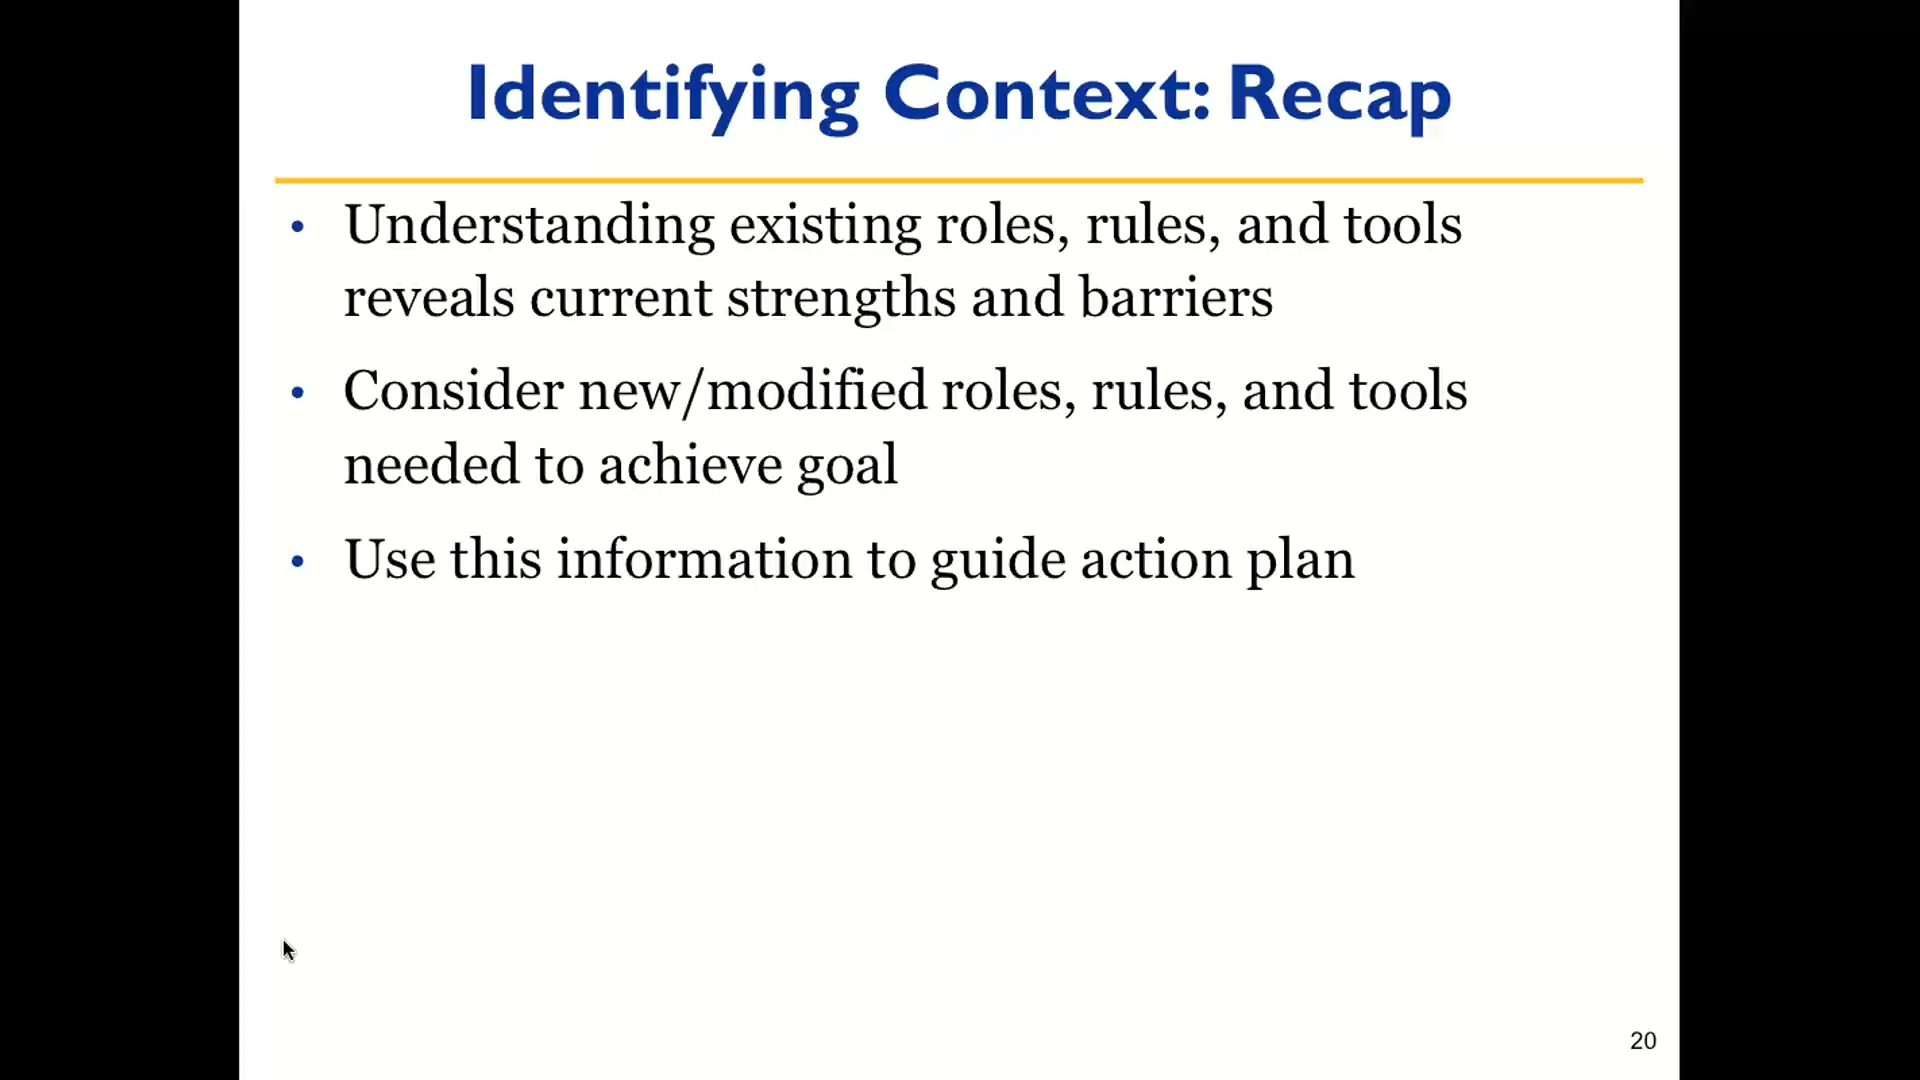 Identifying Context: Recap
• Understanding existing roles, rules, and tools
reveals current strengths and barriers
• Consider new/modified roles, rules, and tools
needed to achieve goal
• Use this information to guide action plan
20